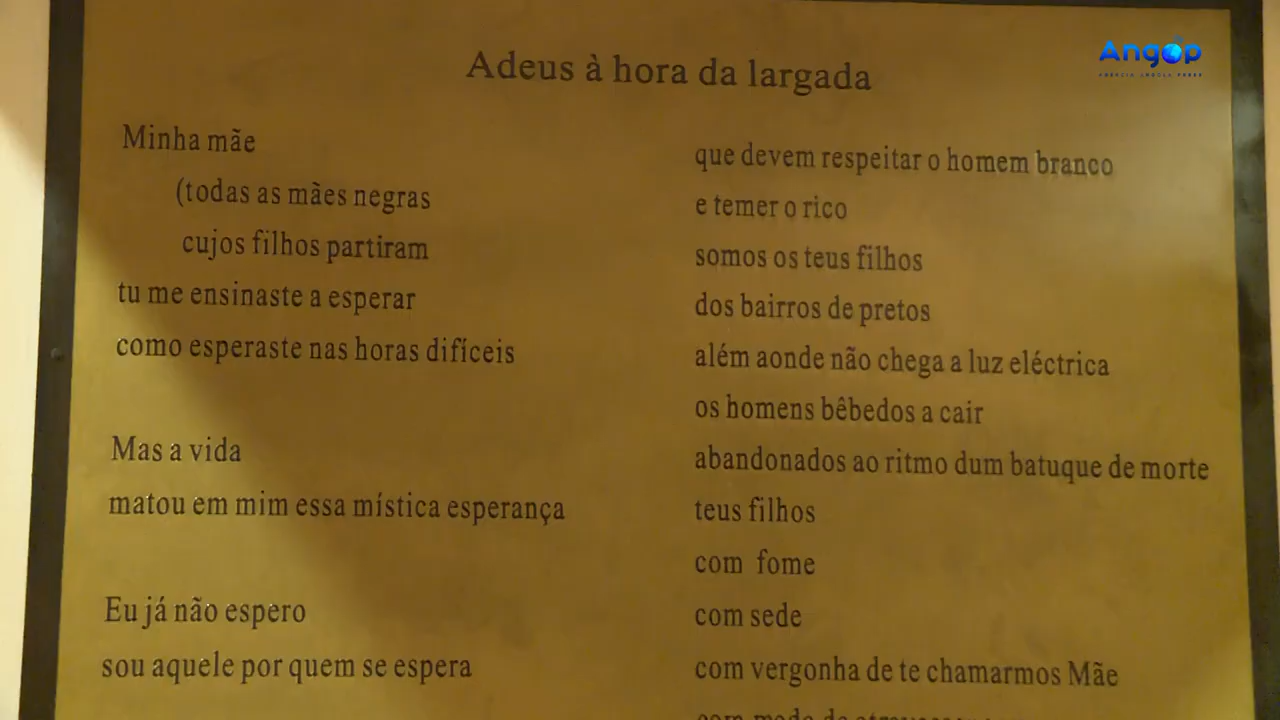 Adeus à hora da largada
Angop
Minha mãe
(todas as mães negras
cujos filhos partiram
tu me ensinaste a esperar
como esperaste nas horas difíceis
Mas a vida
matou em mim essa mística esperança
Eu já não espero
sou aquele por quem se espera
que devem respeitar o homem branco
e temer o rico
somos os teus filhos
dos bairros de pretos
além aonde não chega a luz eléctrica
os homens bêbedos a cair
abandonados ao ritmo dum batuque de morte
teus filhos
com fome
com sede
com vergonha de te chamarmos Mãe